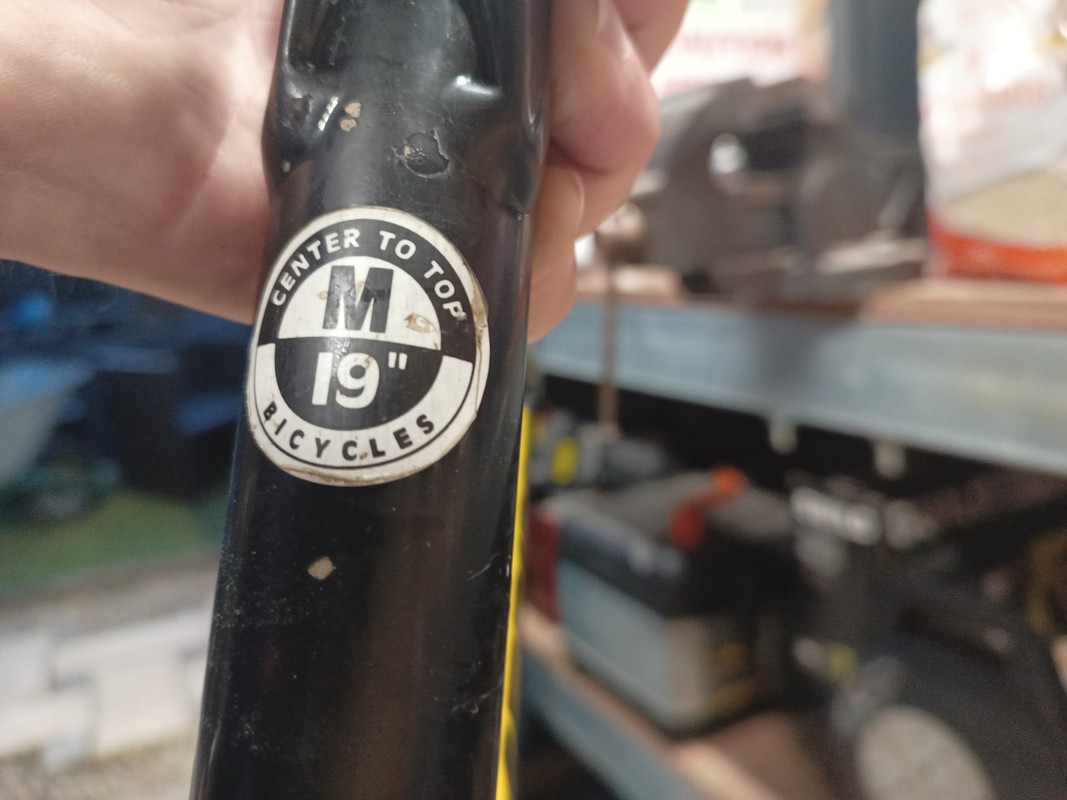 CENTER TO TOP
M
19"
BICYCLES